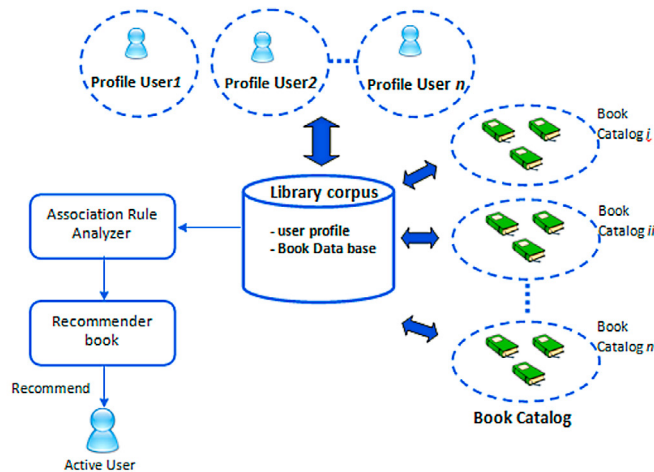 Profile User1
Profile User2
Profile User n
Book
Catalog i
Library corpus
- user profile
- Book Data base
Association Rule
Analyzer
Book
Catalog ii
Recommender
book
Book
Catalog n
Recommend
Book Catalog
Active User